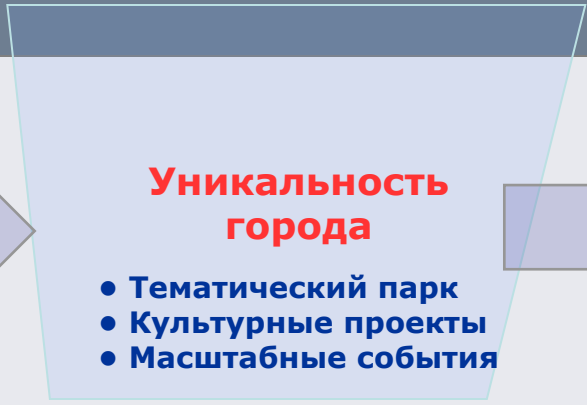 Уникальность
города
• Тематический парк
• Культурные проекты
• Масштабные события